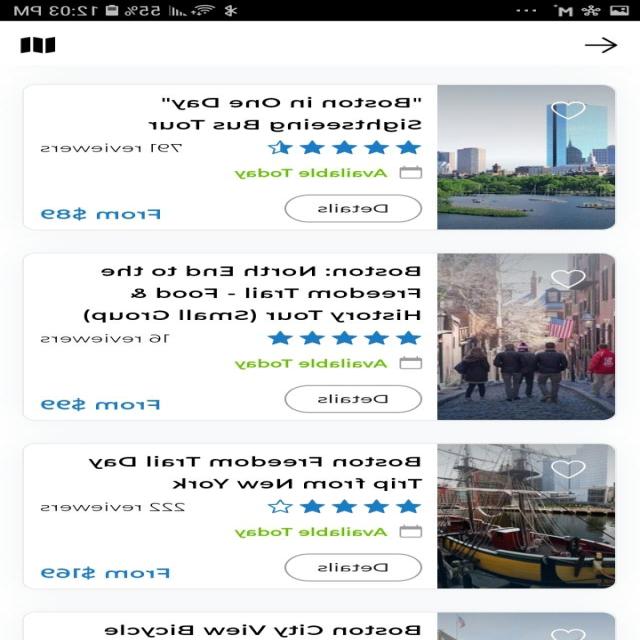 55% 12:03 PM
"Boston in One Day"
Sightseeing Bus Tour
791 reviewers
Available Today
Details
From $89
Boston: North End to the
Freedom Trail - Food &
History Tour (Small Group)
16 reviewers
Available Today
Details
From $99
Boston Freedom Trail Day
Trip from New York
222 reviewers
Available Today
Details
From $169
Boston City View Bicycle